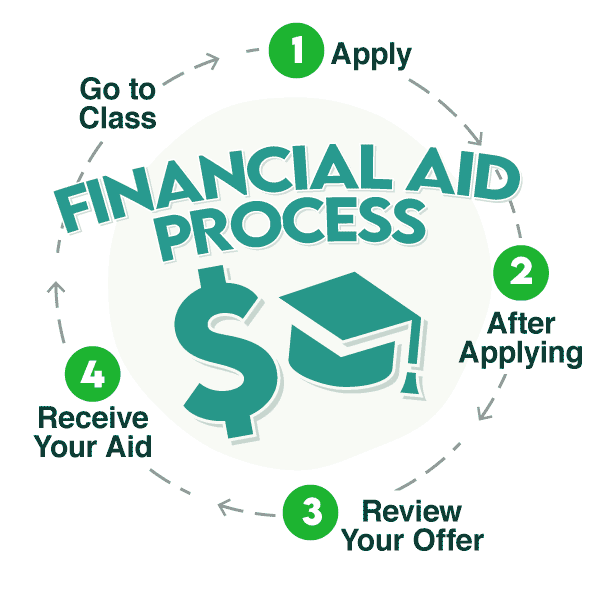 FINANCIAL AID
PROCESS
1 Apply
2
After
Applying
3 Review
Your Offer
4
Receive
Your Aid
Go to
Class